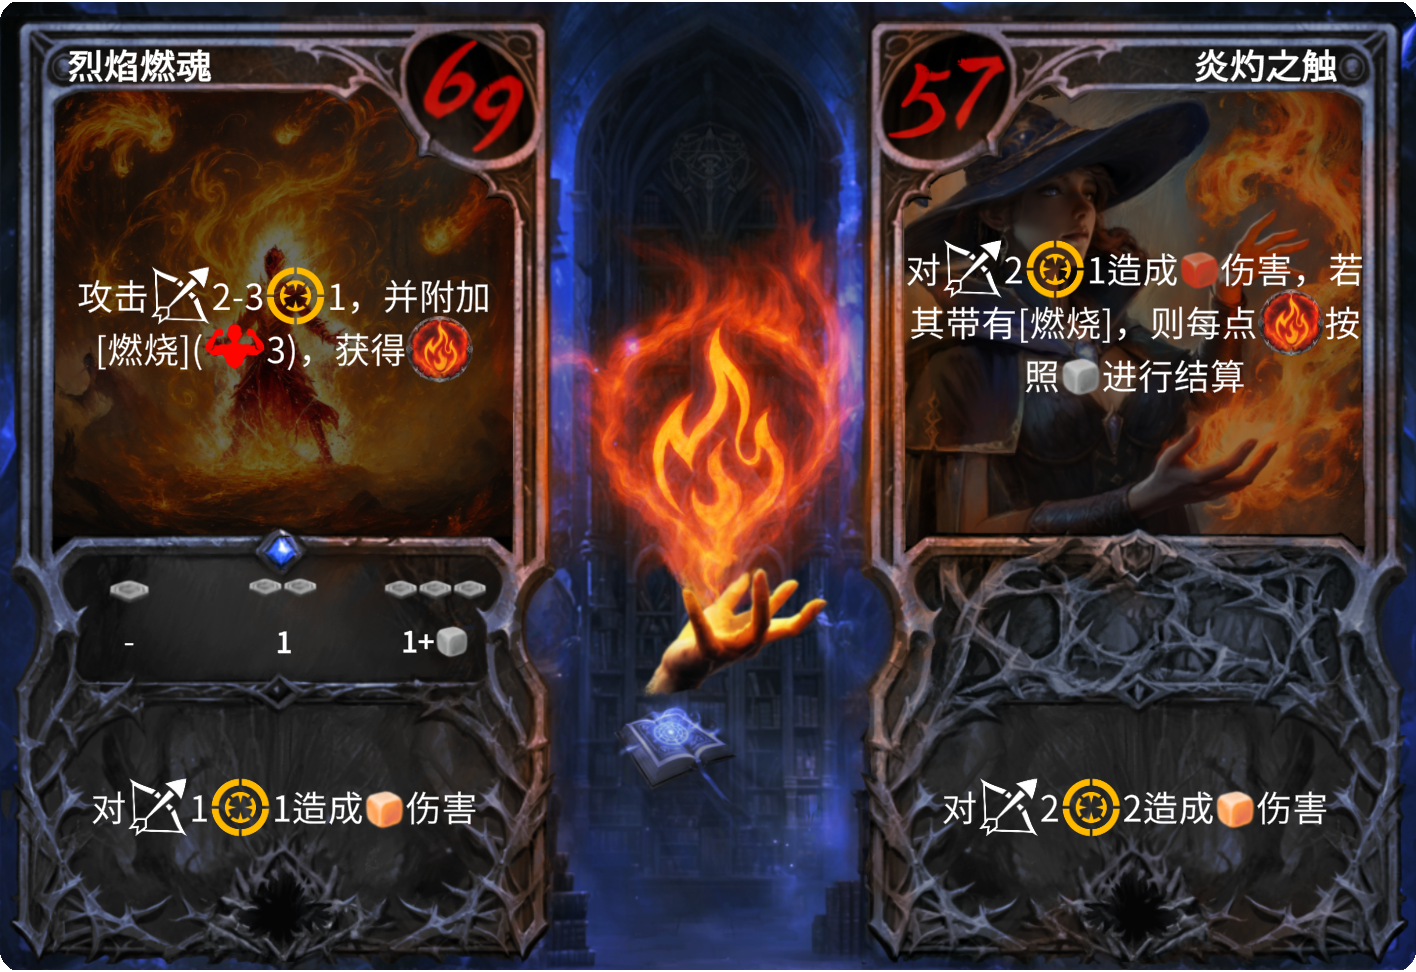 烈焰燃魂
69
攻击2-31，并附加
[燃烧](3)，获得
- 1 1+
对11造成伤害
57
炎灼之触
对21造成伤害，若
其带有[燃烧]，则每点按
照进行结算
对22造成伤害